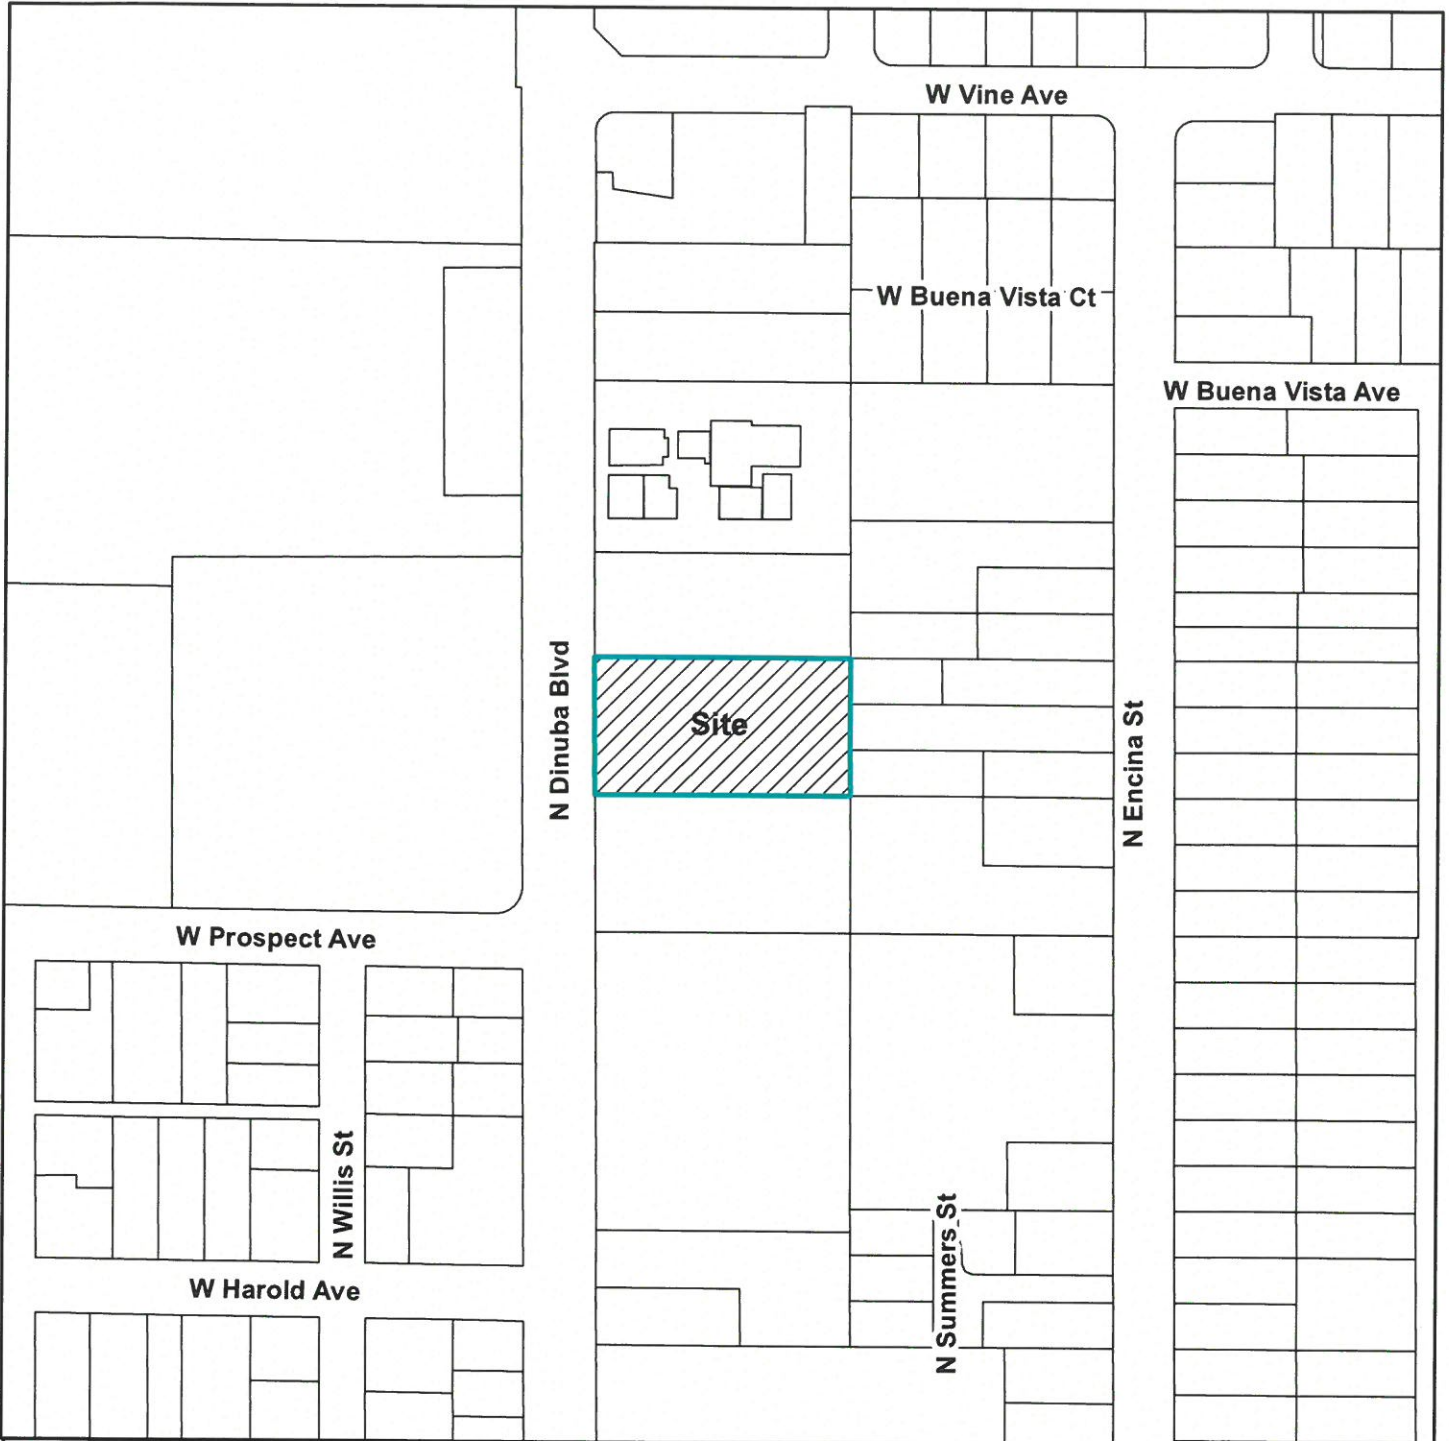 W Vine Ave
W Buena Vista Ct
W Buena Vista Ave
N Dinuba Blvd
Site
N Encina St
W Prospect Ave
N Willis St
N Summers St
W Harold Ave